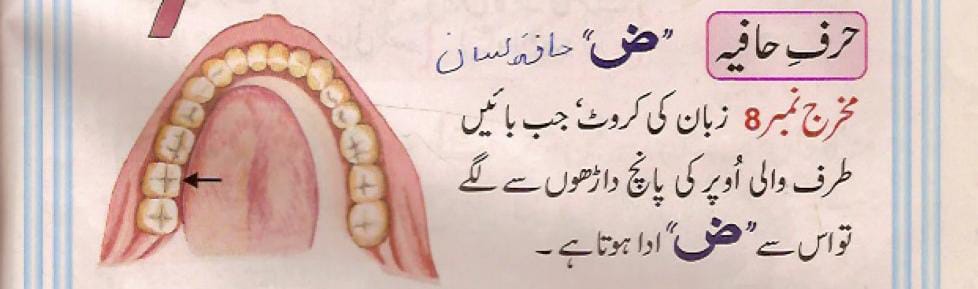 حرفِ حافیہ "ض" حافۂ لسان
مخرج نمبر 8 زبان کی کروٹ، جب بائیں
طرف والی اُوپر کی پانچ داڑھوں سے لگے
تو اس سے "ض" ادا ہوتا ہے۔